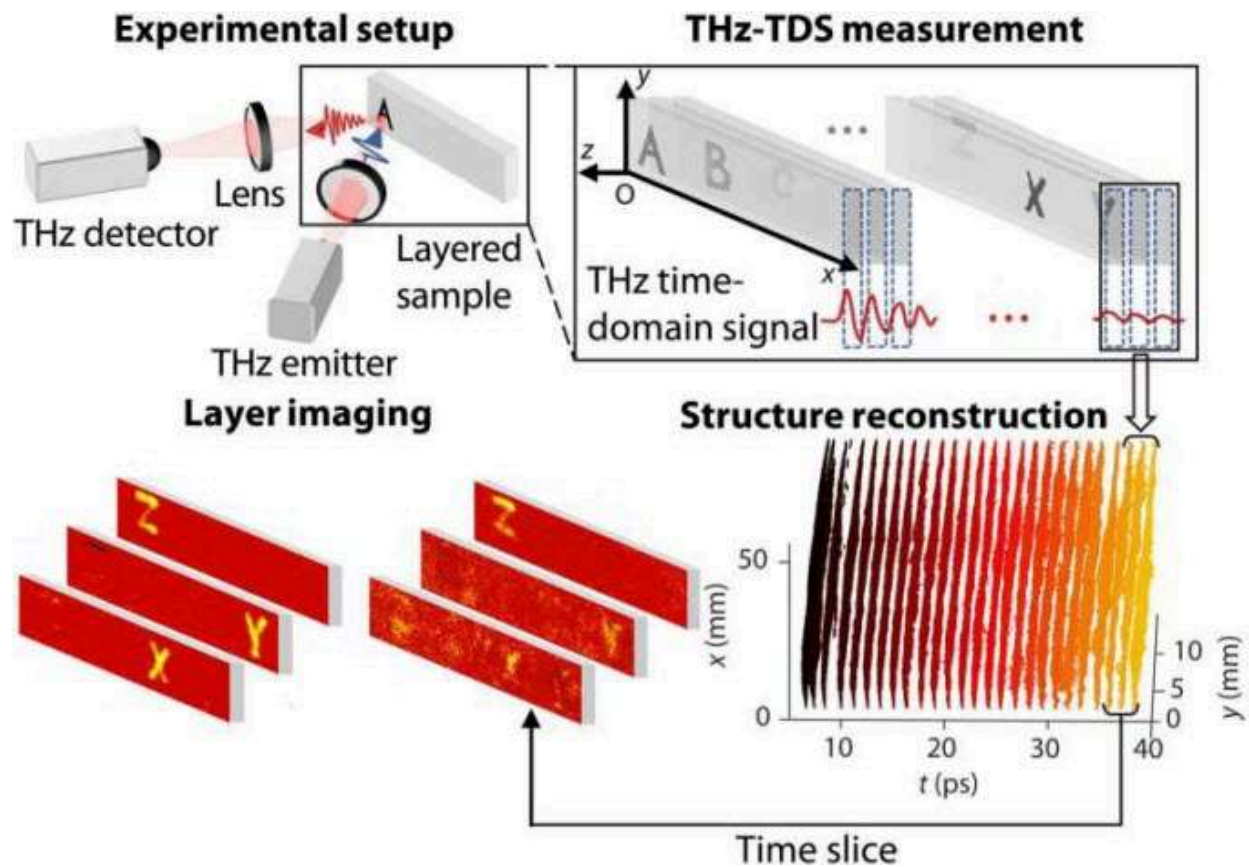 Experimental setup
THz-TDS measurement
A
Lens
THz detector
Layered
sample
THz emitter
y
z
O
x
A B C
Z
X
Y
THz time-
domain signal
Layer imaging
Structure reconstruction
Z
Y
X
Z
Y
X
x (mm)
50
0
10
20
30
40
t (ps)
10
5
0
y (mm)
Time slice